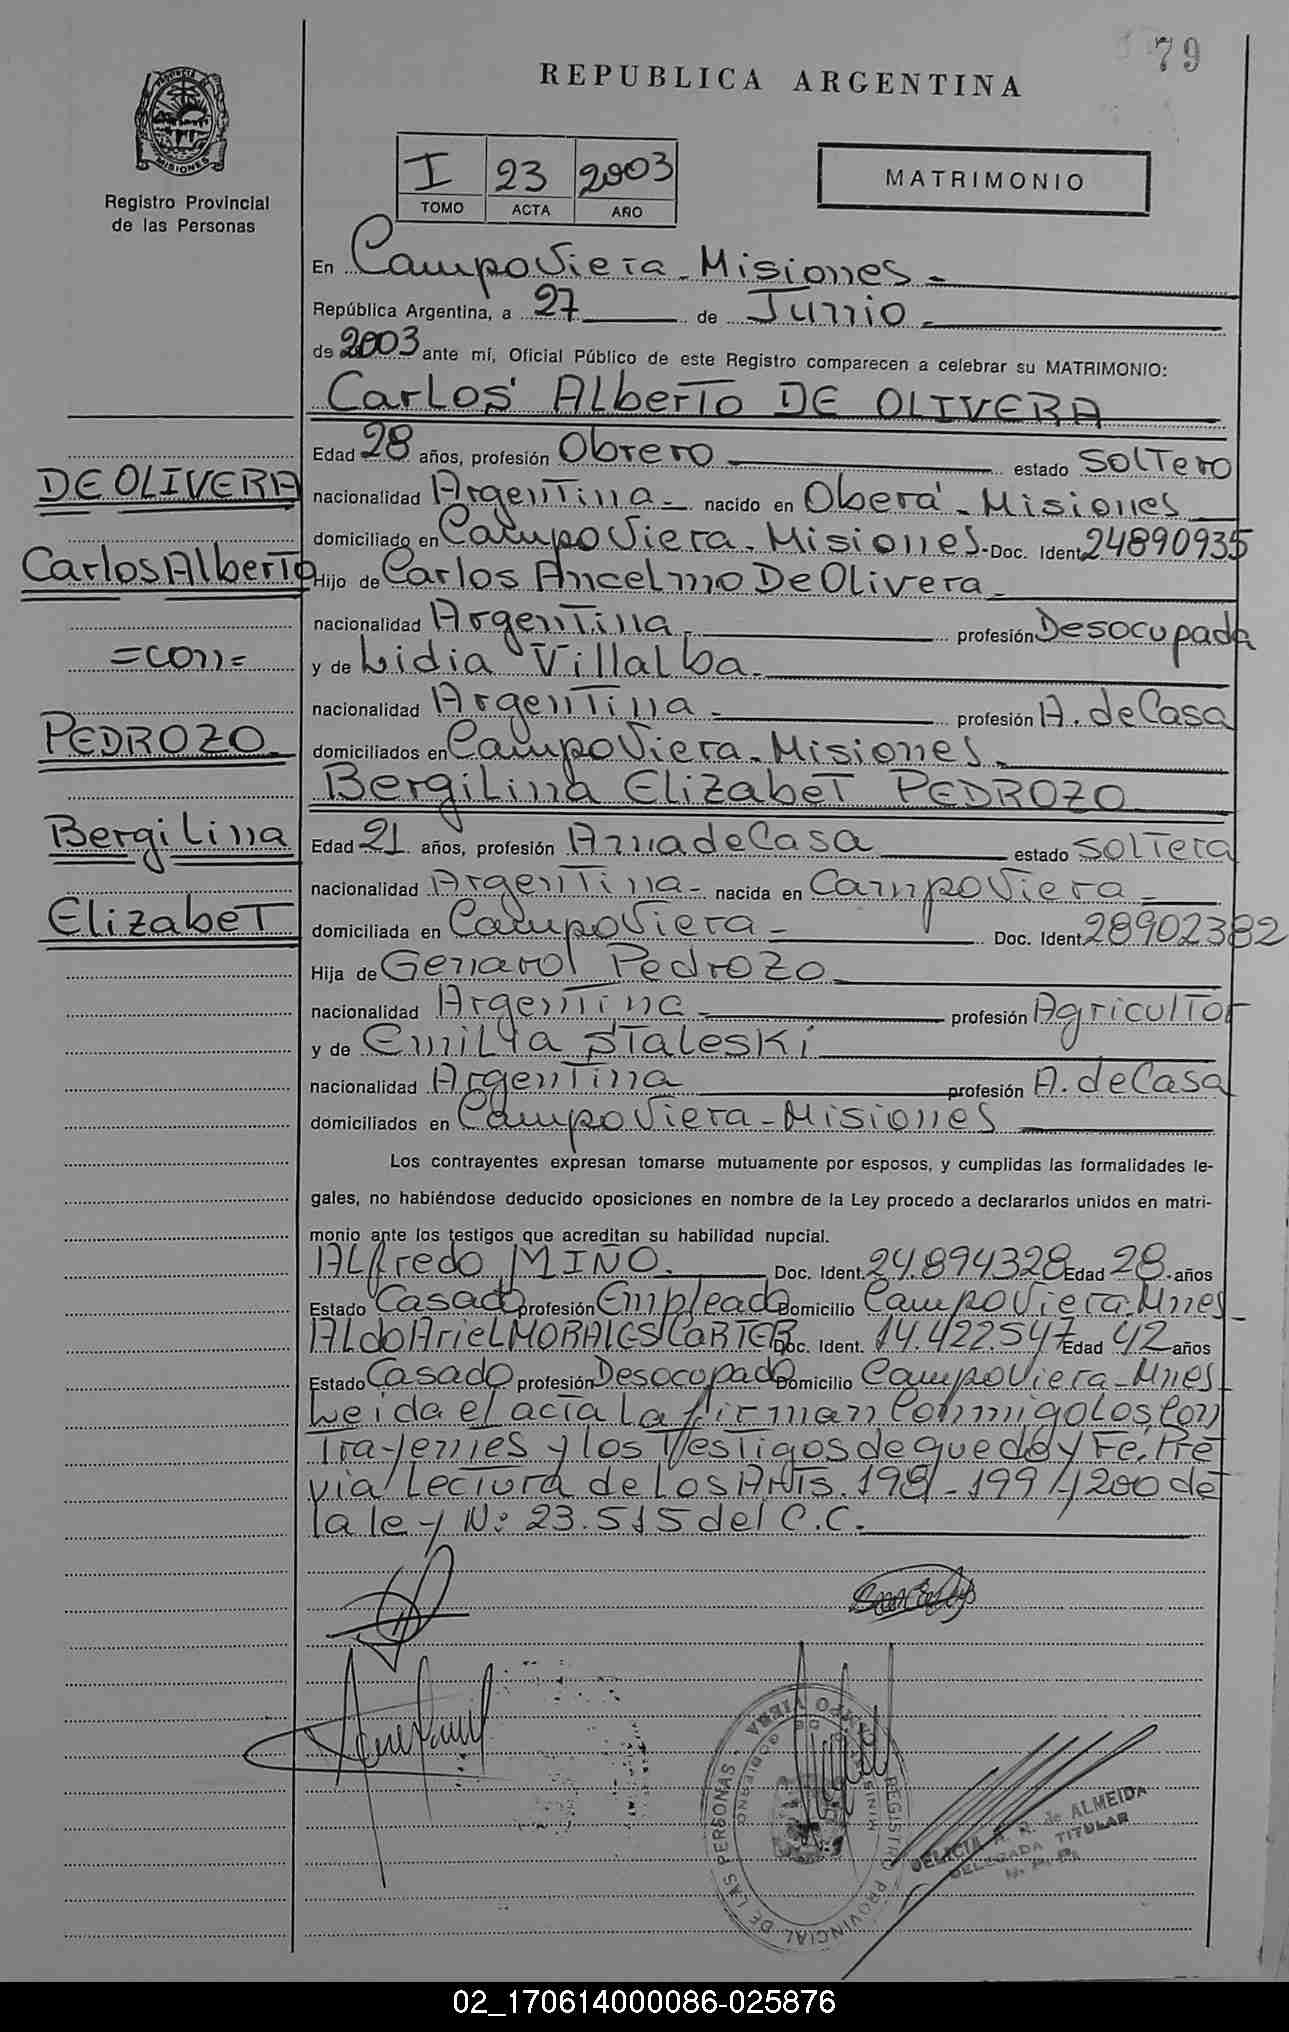 79
REPUBLICA ARGENTINA
PROVINCIA DE MISIONES
Registro Provincial
de las Personas
I 23 2003
TOMO ACTA AÑO
MATRIMONIO
En Campo Viera - Misiones -
República Argentina, a 27 de Junio -
de 2003 ante mí, Oficial Público de este Registro comparecen a celebrar su MATRIMONIO:
Carlos Alberto DE OLIVERA
Edad 28 años, profesión Obrero estado Soltero
DE OLIVERA
nacionalidad Argentina - nacido en Oberá - Misiones
domiciliado en Campo Viera - Misiones - Doc. Ident 24890935
Carlos Alberto
Hijo de Carlos Ancelmo De Olivera -
nacionalidad Argentina - profesión Desocupada
=con=
y de Lidia Villalba -
nacionalidad Argentina - profesión A. de Casa
PEDROZO
domiciliados en Campo Viera - Misiones -
Bergilina Elizabet PEDROZO
Bergilina
Edad 21 años, profesión Ama de Casa estado soltera
nacionalidad Argentina - nacida en Campo Viera -
Elizabet
domiciliada en Campo Viera - Doc. Ident 28902382
Hija de Genaro Pedrozo
nacionalidad Argentina - profesión Agricultor
y de Emilia Staleski
nacionalidad Argentina profesión A. de Casa
domiciliados en Campo Viera - Misiones
Los contrayentes expresan tomarse mutuamente por esposos, y cumplidas las formalidades le-
gales, no habiéndose deducido oposiciones en nombre de la Ley procedo a declararlos unidos en matri-
monio ante los testigos que acreditan su habilidad nupcial.
Alfredo MIÑO. Doc. Ident. 24.894328 Edad 28 años
Estado Casado profesión Empleado Domicilio Campo Viera - Mnes
Aldo Ariel MORALES CARTER Doc. Ident. 14.422.547 Edad 42 años
Estado Casado profesión Desocupado Domicilio Campo Viera - Mnes
Leida el acta la firman conmigo los con
trayentes y los testigos de que doy Fe. Pre
via Lectura de los Arts. 198 - 199 y 200 de
la ley N: 23.515 del C.C.
REGISTRO PROVINCIAL DE LAS PERSONAS - CAMPO VIERA
DELICIA A. R. de ALMEIDA
DELEGADA TITULAR
02_170614000086-025876